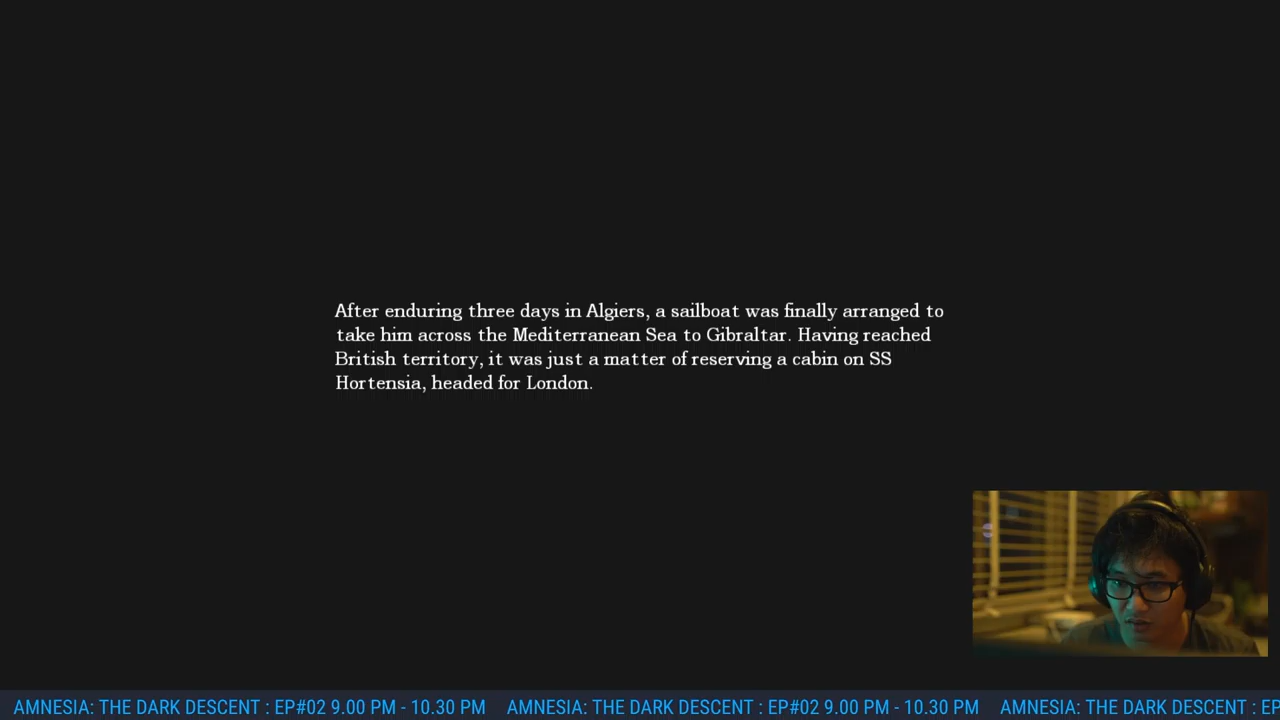 After enduring three days in Algiers, a sailboat was finally arranged to
take him across the Mediterranean Sea to Gibraltar. Having reached
British territory, it was just a matter of reserving a cabin on SS
Hortensia, headed for London.
AMNESIA: THE DARK DESCENT : EP#02 9.00 PM - 10.30 PM AMNESIA: THE DARK DESCENT : EP#02 9.00 PM - 10.30 PM AMNESIA: THE DARK DESCENT : EP